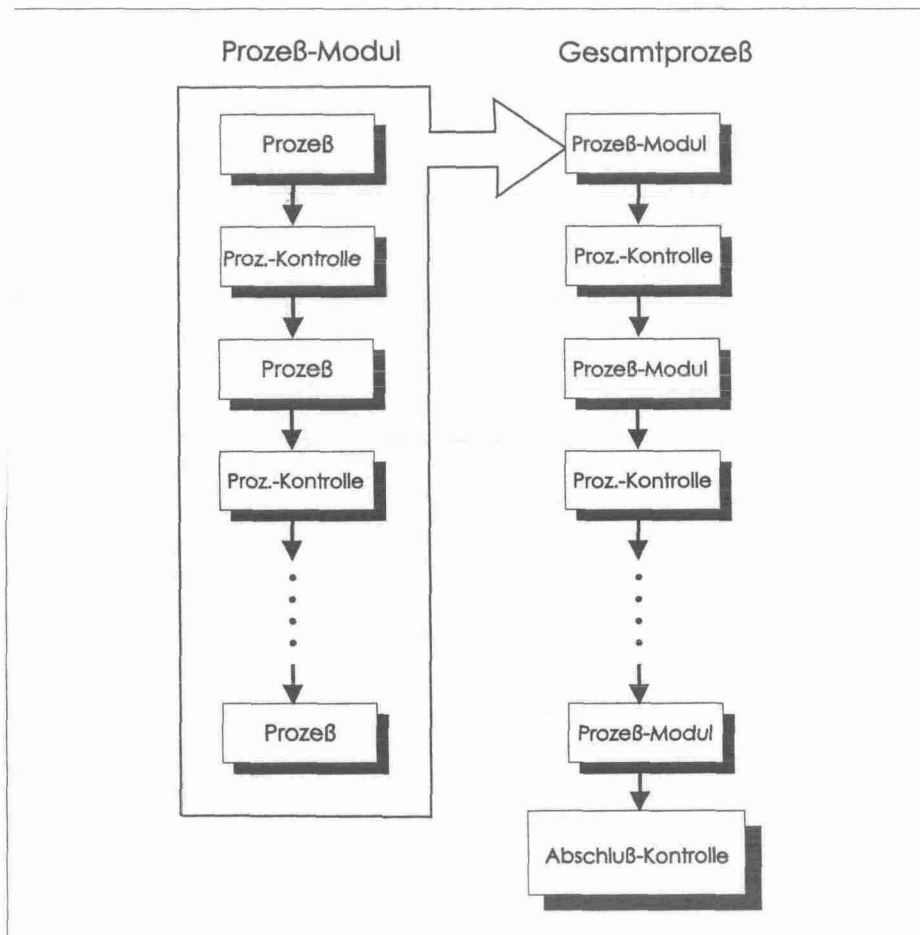 Prozeß-Modul
Prozeß
Proz.-Kontrolle
Prozeß
Proz.-Kontrolle
Prozeß
Gesamtprozeß
Prozeß-Modul
Proz.-Kontrolle
Prozeß-Modul
Proz.-Kontrolle
Prozeß-Modul
Abschluß-Kontrolle